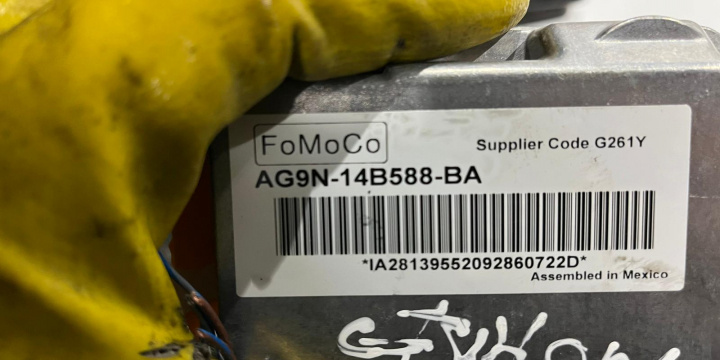 FoMoCo
Supplier Code G261Y
AG9N-14B588-BA
*IA28139552092860722D*
Assembled in Mexico